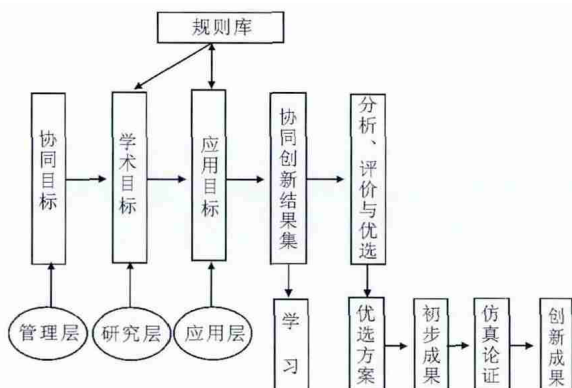 规则库
协同目标
学术目标
应用目标
协同创新结果集
分析、评价与优选
管理层
研究层
应用层
学习
优选方案
初步成果
仿真论证
创新成果